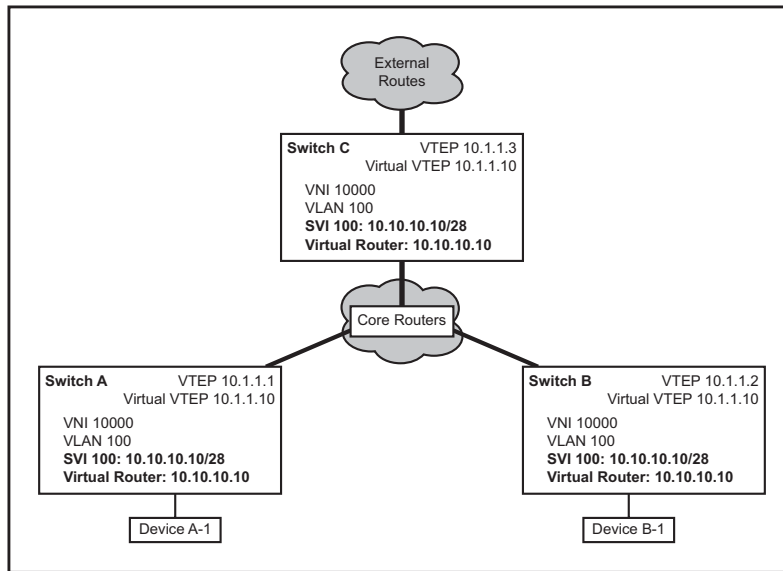 External
Routes
Switch C VTEP 10.1.1.3
Virtual VTEP 10.1.1.10
VNI 10000
VLAN 100
SVI 100: 10.10.10.10/28
Virtual Router: 10.10.10.10
Core Routers
Switch A VTEP 10.1.1.1
Virtual VTEP 10.1.1.10
VNI 10000
VLAN 100
SVI 100: 10.10.10.10/28
Virtual Router: 10.10.10.10
Device A-1
Switch B VTEP 10.1.1.2
Virtual VTEP 10.1.1.10
VNI 10000
VLAN 100
SVI 100: 10.10.10.10/28
Virtual Router: 10.10.10.10
Device B-1